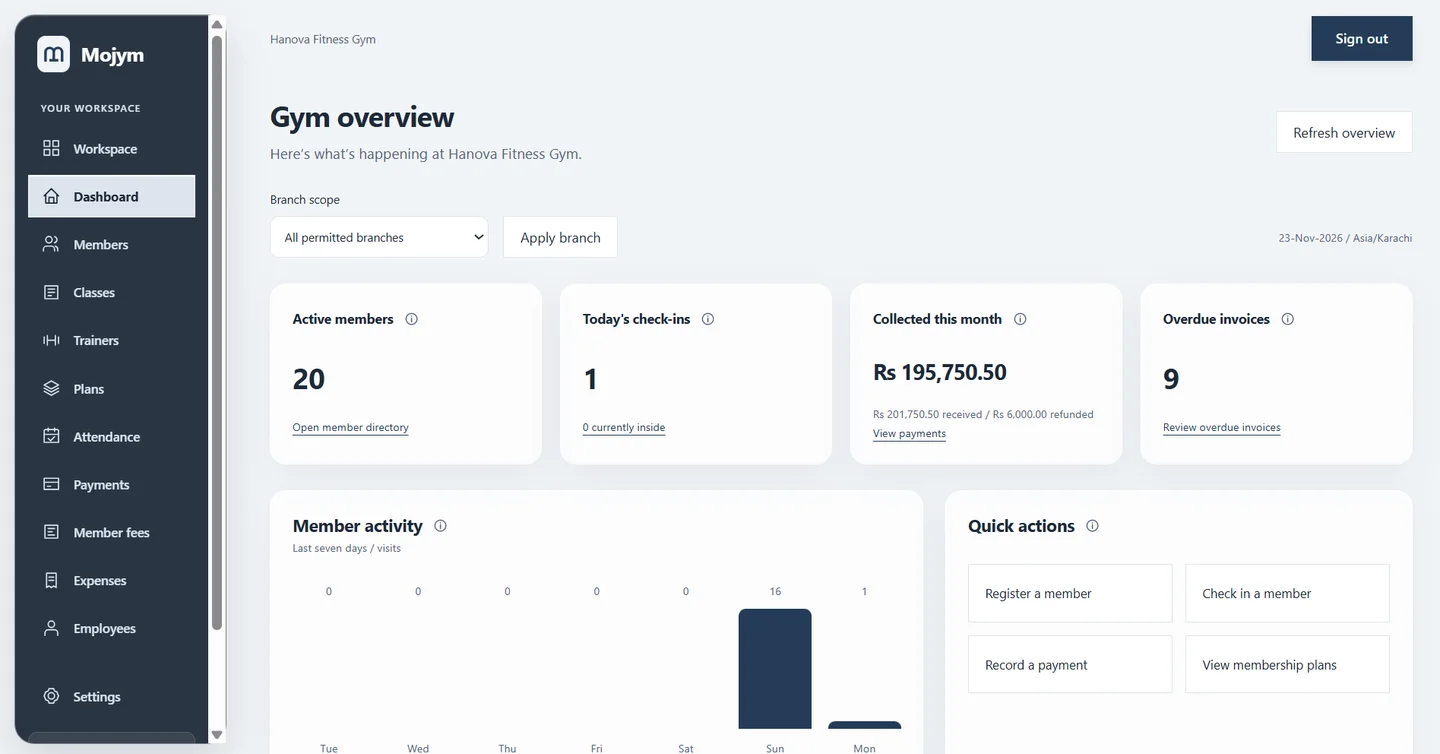 Mojym
YOUR WORKSPACE
Workspace
Dashboard
Members
Classes
Trainers
Plans
Attendance
Payments
Member fees
Expenses
Employees
Settings
Hanova Fitness Gym
Sign out
Gym overview
Here's what's happening at Hanova Fitness Gym.
Refresh overview
Branch scope
All permitted branches
Apply branch
23-Nov-2026 / Asia/Karachi
Active members
20
Open member directory
Today's check-ins
1
0 currently inside
Collected this month
Rs 195,750.50
Rs 201,750.50 received / Rs 6,000.00 refunded
View payments
Overdue invoices
9
Review overdue invoices
Member activity
Last seven days / visits
0 0 0 0 0 16 1
Tue Wed Thu Fri Sat Sun Mon
Quick actions
Register a member
Check in a member
Record a payment
View membership plans